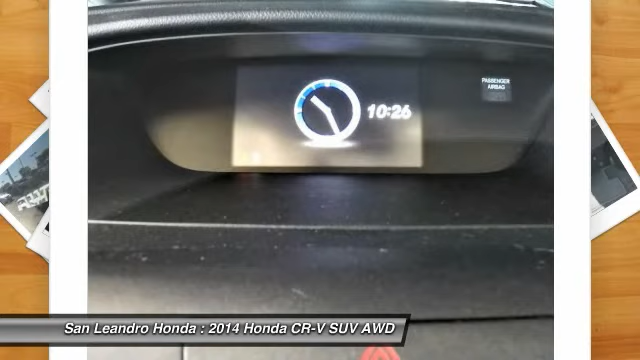 10:26
PASSENGER
AIRBAG
San Leandro Honda : 2014 Honda CR-V SUV AWD